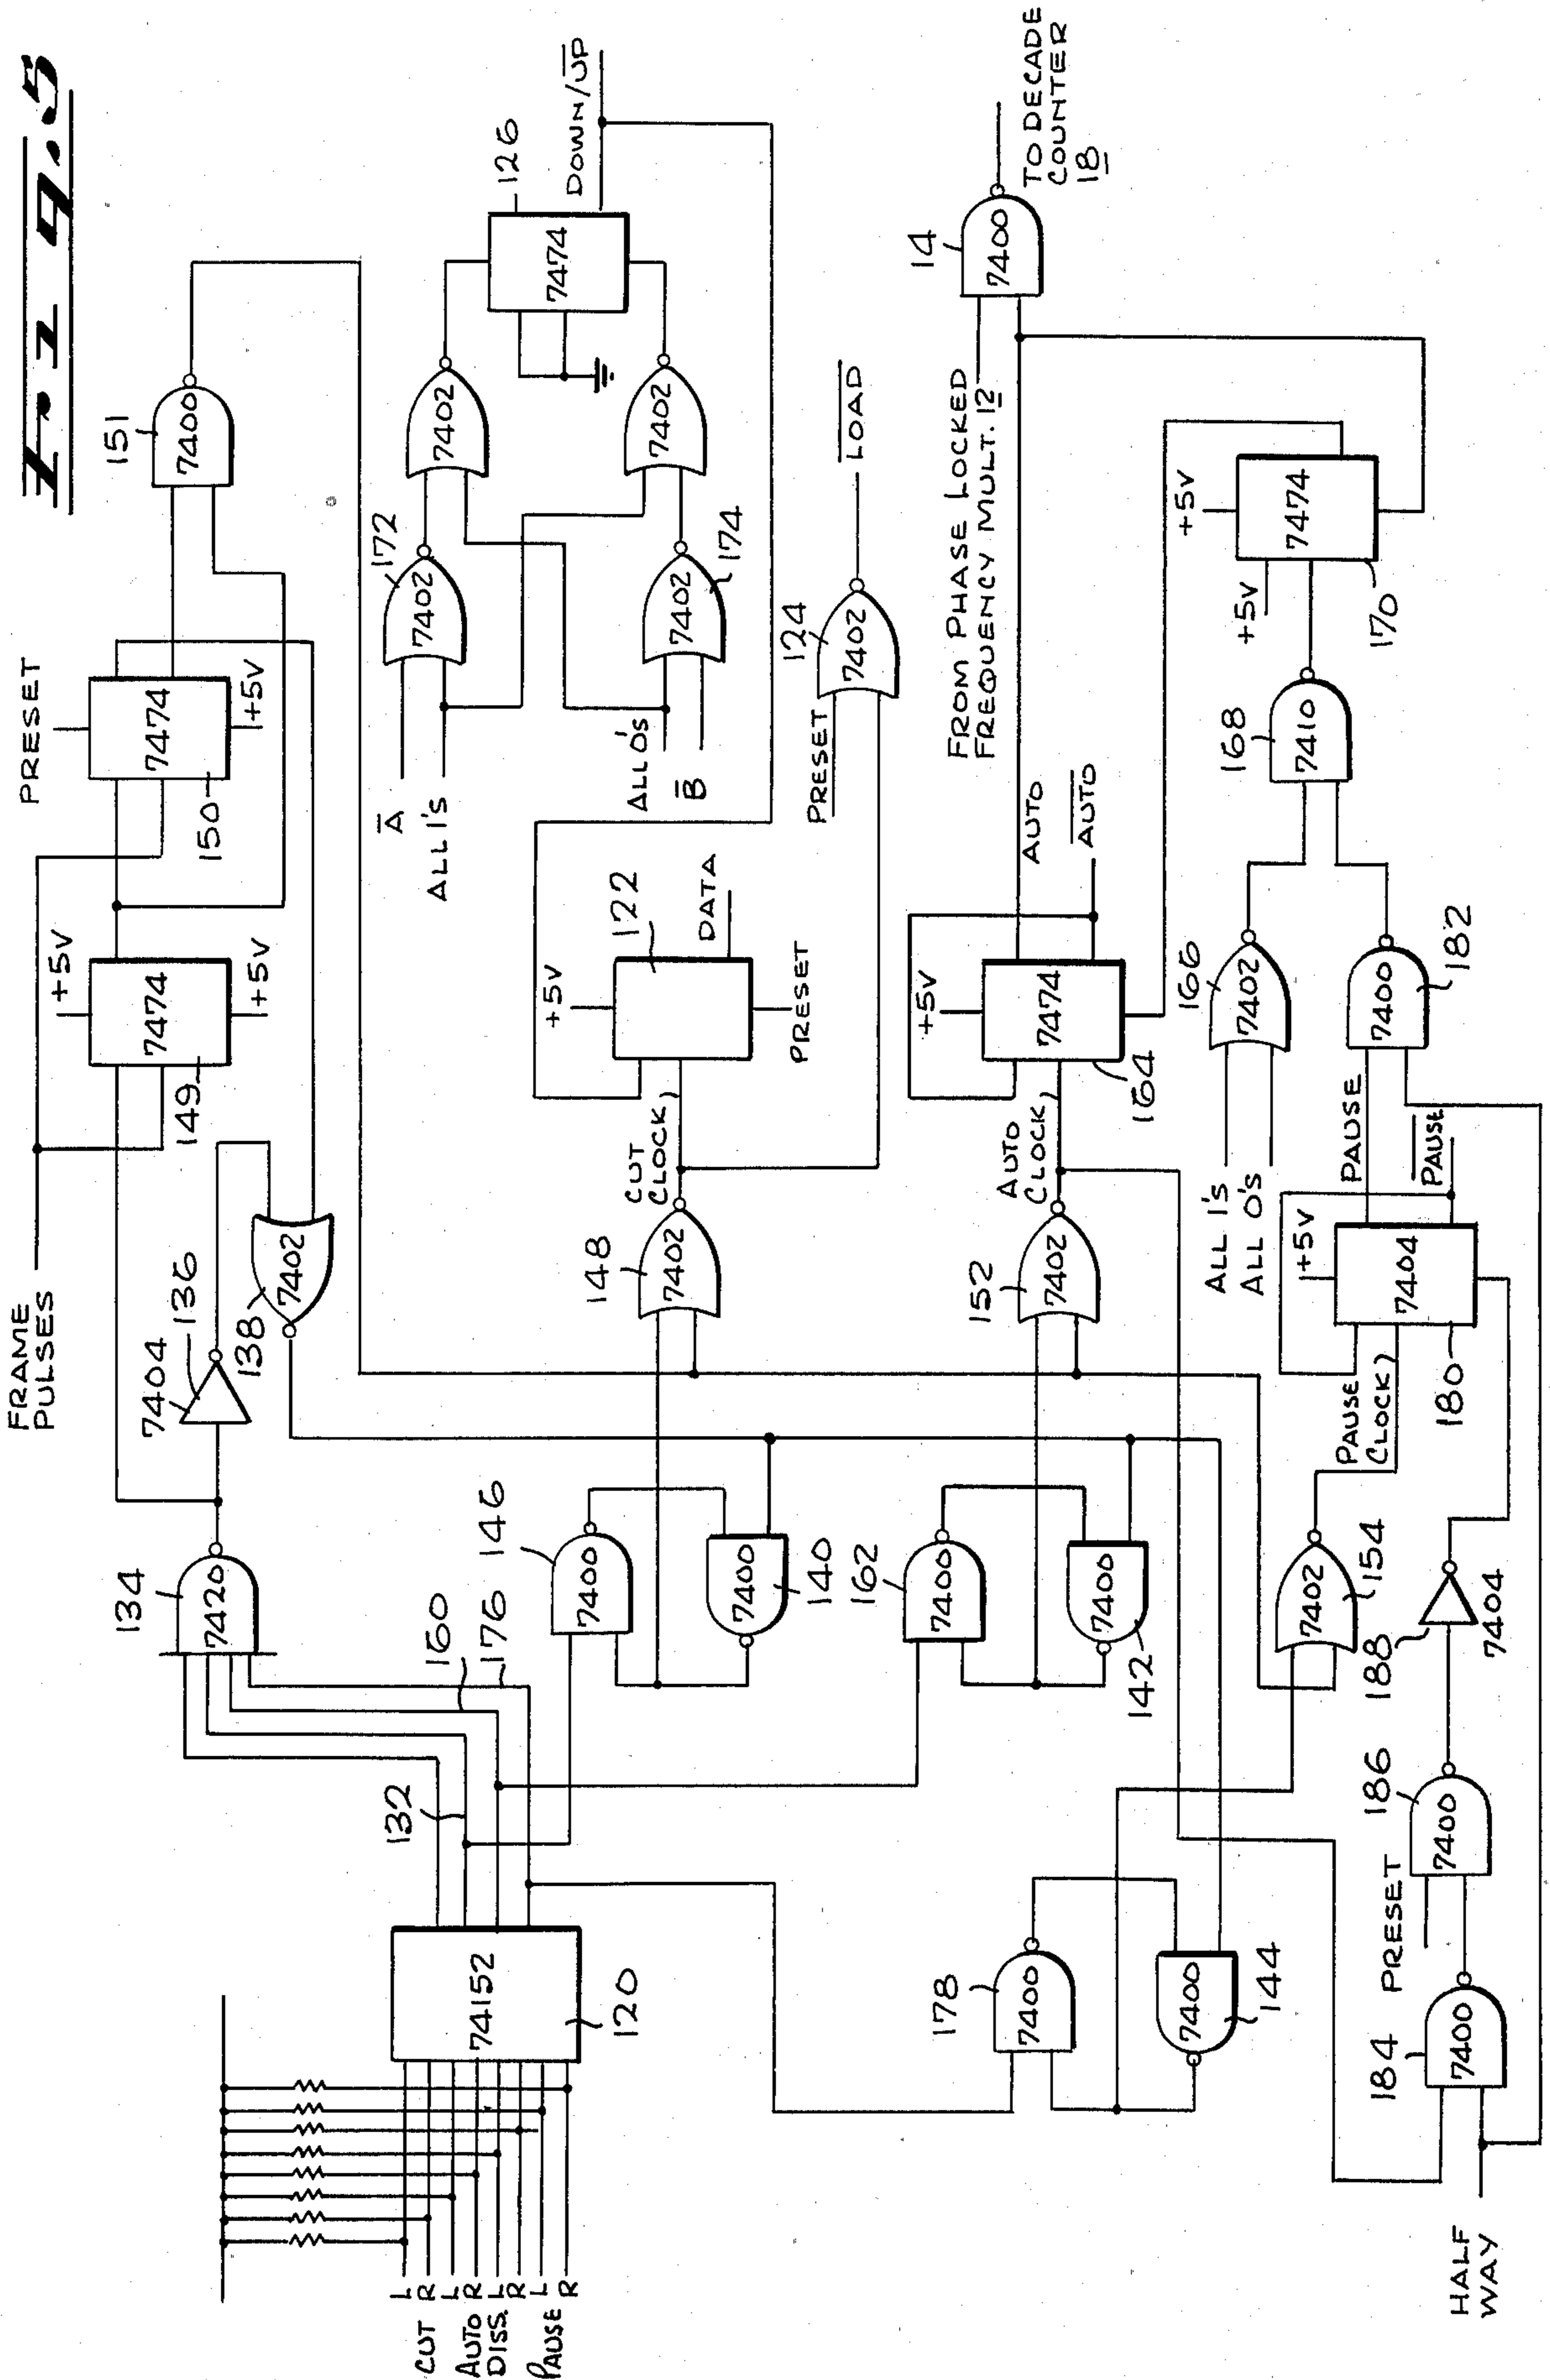 Fig. 5
FRAME
PULSES
PRESET
+5V
+5V
+5V
7474
7474
149
150
151
7400
134
7420
7404
136
138
7402
A
ALL 1'S
ALL O'S
B
172
7402
7402
7402
174
7402
126
7474
DOWN/UP
132
160
176
146
7400
7400
140
148
7402
CUT
CLOCK
+5V
122
DATA
PRESET
PRESET
124
7402
LOAD
L
R
L
R
L
R
L
R
CUT
AUTO
DISS.
PAUSE
74152
120
162
7400
7400
142
152
7402
AUTO
CLOCK
+5V
7474
164
AUTO
AUTO
FROM PHASE LOCKED
FREQUENCY MULT. 12
14
7400
TO DECADE
COUNTER
18
178
7400
7400
144
7402
154
PAUSE
CLOCK
+5V
7404
180
PAUSE
PAUSE
ALL 1'S
ALL O'S
166
7402
7400
182
168
7410
+5V
+5V
7474
170
HALF
WAY
184
7400
PRESET
186
7400
188
7404